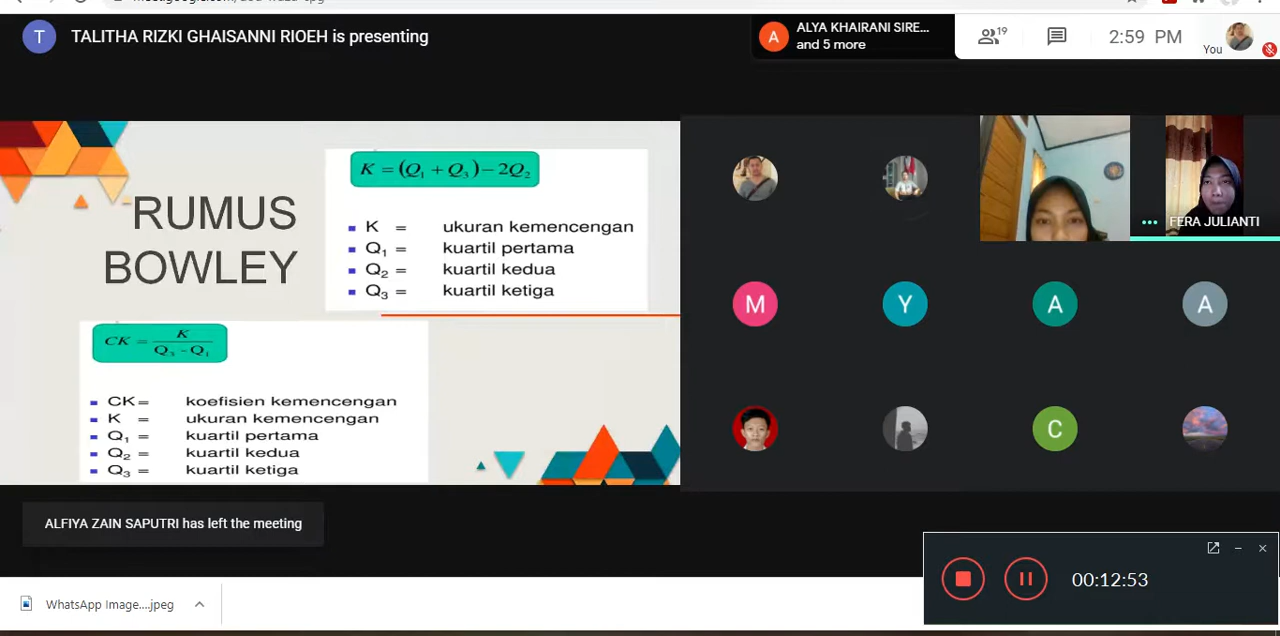 T
TALITHA RIZKI GHAISANNI RIOEH is presenting
A
ALYA KHAIRANI SIRE...
and 5 more
19
2:59 PM
You
RUMUS
BOWLEY
K = (Q₁ + Q₃) – 2Q₂
K = ukuran kemencengan
Q₁ = kuartil pertama
Q₂ = kuartil kedua
Q₃ = kuartil ketiga
CK = K / Q₃ - Q₁
CK = koefisien kemencengan
K = ukuran kemencengan
Q₁ = kuartil pertama
Q₂ = kuartil kedua
Q₃ = kuartil ketiga
FERA JULIANTI
M
Y
A
A
C
ALFIYA ZAIN SAPUTRI has left the meeting
WhatsApp Image....jpeg
00:12:53